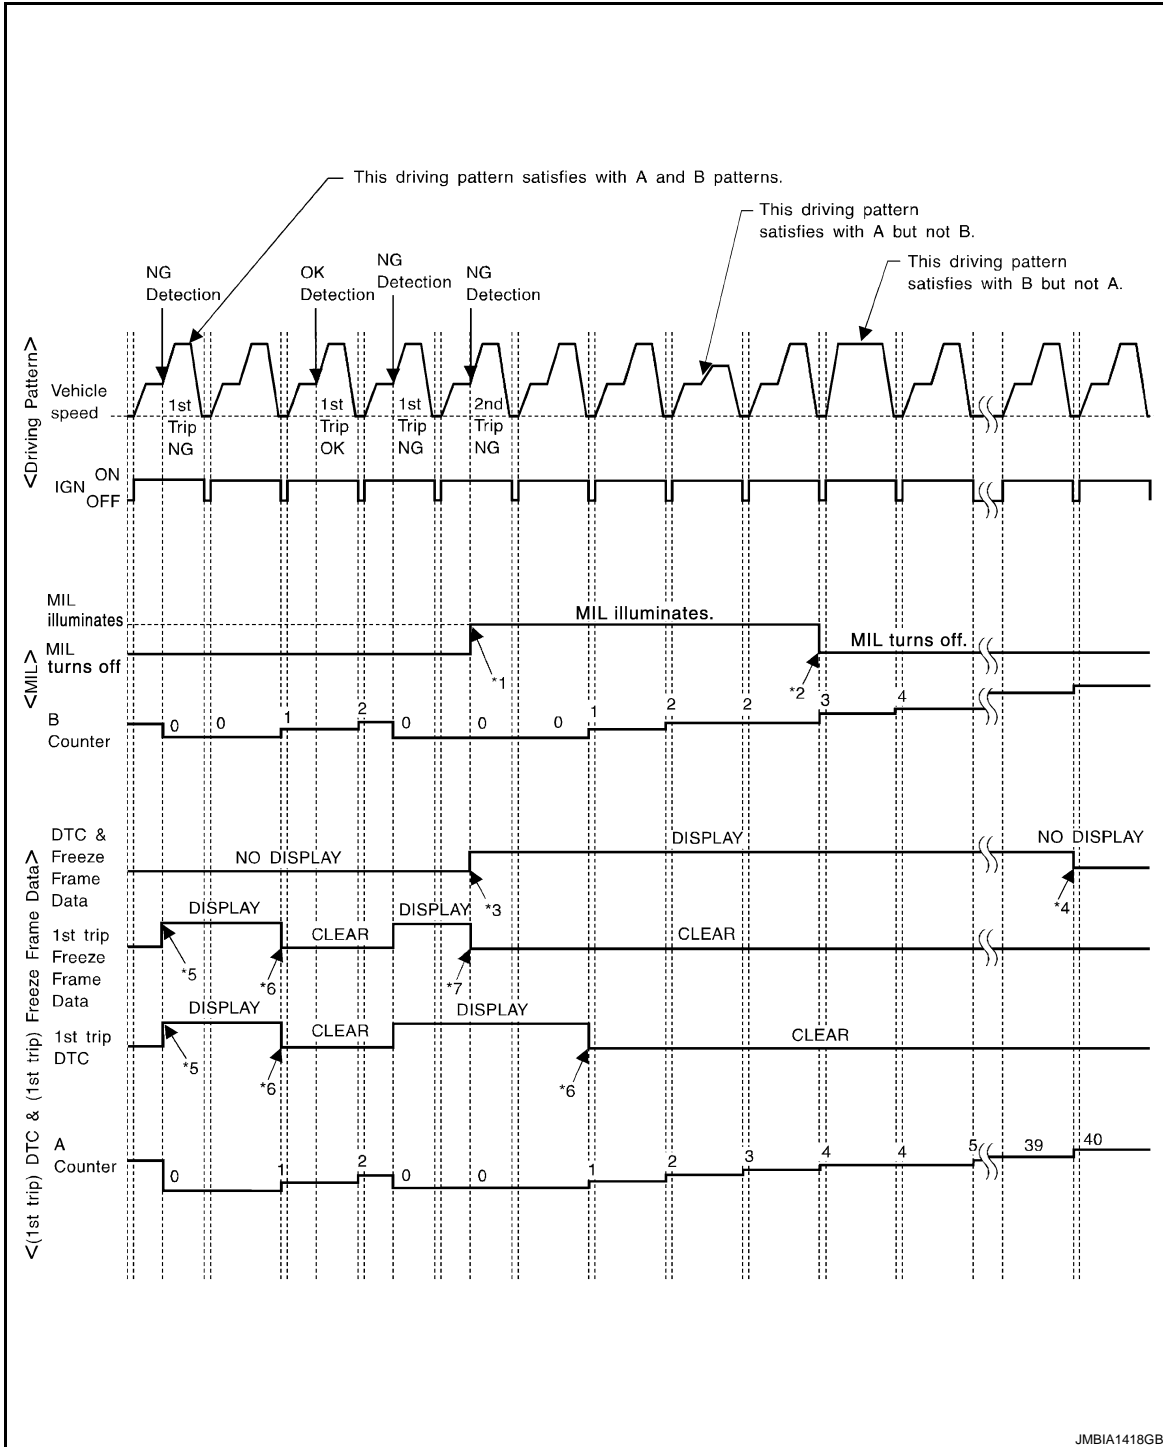 This driving pattern satisfies with A and B patterns.
This driving pattern
satisfies with A but not B.
This driving pattern
satisfies with B but not A.
NG
Detection
OK
Detection
NG
Detection
NG
Detection
<Driving Pattern>
Vehicle
speed
1st
Trip
NG
1st
Trip
OK
1st
Trip
NG
2nd
Trip
NG
IGN ON
OFF
<MIL>
MIL
illuminates
MIL illuminates.
MIL
turns off
MIL turns off.
*1
*2
B
Counter
0 0 1 2 0 0 0 1 2 2 3 4
<(1st trip) DTC & (1st trip) Freeze Frame Data>
DTC &
Freeze
Frame
Data
NO DISPLAY
DISPLAY
NO DISPLAY
*3
*4
1st trip
Freeze
Frame
Data
DISPLAY
CLEAR
DISPLAY
CLEAR
*5
*6
*7
1st trip
DTC
DISPLAY
CLEAR
DISPLAY
CLEAR
*5
*6
*6
A
Counter
0 1 2 0 0 1 2 3 4 4 5 39 40
JMBIA1418GB